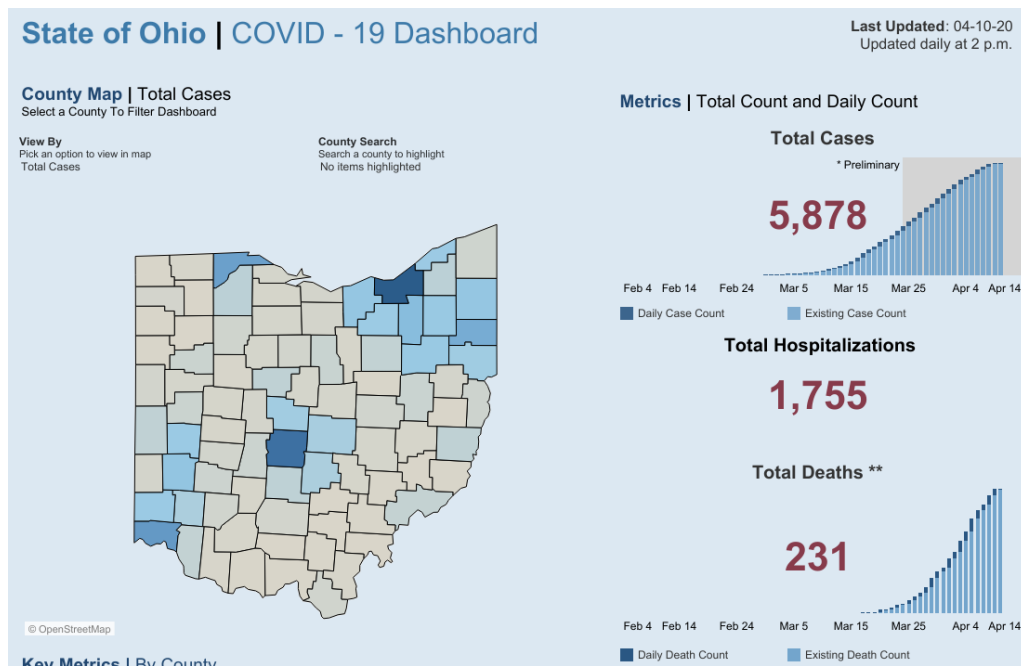 State of Ohio | COVID - 19 Dashboard
Last Updated: 04-10-20
Updated daily at 2 p.m.
County Map | Total Cases
Select a County To Filter Dashboard
View By
Pick an option to view in map
Total Cases
County Search
Search a county to highlight
No items highlighted
© OpenStreetMap
Key Metrics | By County
Metrics | Total Count and Daily Count
Total Cases
* Preliminary
5,878
Feb 4 Feb 14 Feb 24 Mar 5 Mar 15 Mar 25 Apr 4 Apr 14
Daily Case Count Existing Case Count
Total Hospitalizations
1,755
Total Deaths **
231
Feb 4 Feb 14 Feb 24 Mar 5 Mar 15 Mar 25 Apr 4 Apr 14
Daily Death Count Existing Death Count